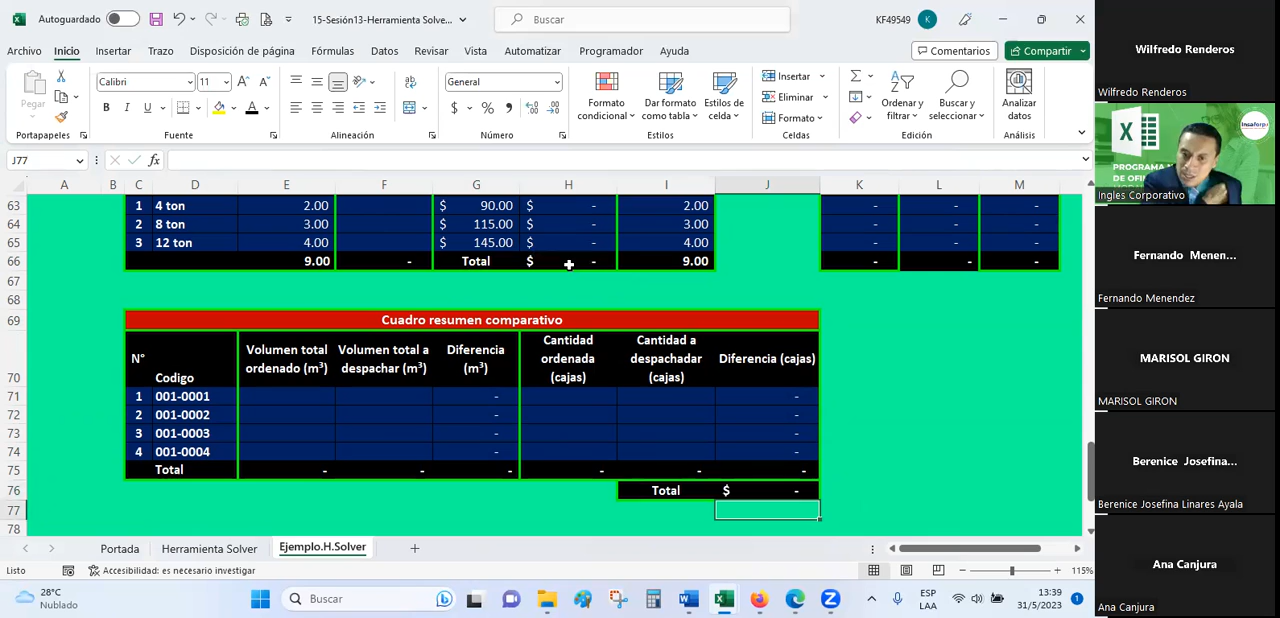 Autoguardado
15-Sesión13-Herramienta Solve...
Buscar
KF49549
K
Archivo Inicio Insertar Trazo Disposición de página Fórmulas Datos Revisar Vista Automatizar Programador Ayuda
Comentarios
Compartir
Pegar
Calibri
11
General
Formato condicional
Dar formato como tabla
Estilos de celda
Insertar
Eliminar
Formato
Ordenar y filtrar
Buscar y seleccionar
Analizar datos
Portapapeles
Fuente
Alineación
Número
Estilos
Celdas
Edición
Análisis
J77
fx
A B C D E F G H I J K L M
63 1 4 ton 2.00 $ 90.00 $ - 2.00 - - -
64 2 8 ton 3.00 $ 115.00 $ - 3.00 - - -
65 3 12 ton 4.00 $ 145.00 $ - 4.00 - - -
66 9.00 - Total $ - 9.00 - - -
67
68
69 Cuadro resumen comparativo
70 N° Codigo Volumen total ordenado (m³) Volumen total a despachar (m³) Diferencia (m³) Cantidad ordenada (cajas) Cantidad a despachadar (cajas) Diferencia (cajas)
71 1 001-0001 - -
72 2 001-0002 - -
73 3 001-0003 - -
74 4 001-0004 - -
75 Total - - - - - -
76 Total $ -
77
78
Portada
Herramienta Solver
Ejemplo.H.Solver
Listo
Accesibilidad: es necesario investigar
115%
28°C
Nublado
Buscar
ESP
LAA
13:39
31/5/2023
1
Wilfredo Renderos
Wilfredo Renderos
Insaforp
PROGRAMA
DE OFI
Ingles Corporativo
Fernando Menen...
Fernando Menendez
MARISOL GIRON
MARISOL GIRON
Berenice Josefina...
Berenice Josefina Linares Ayala
Ana Canjura
Ana Canjura